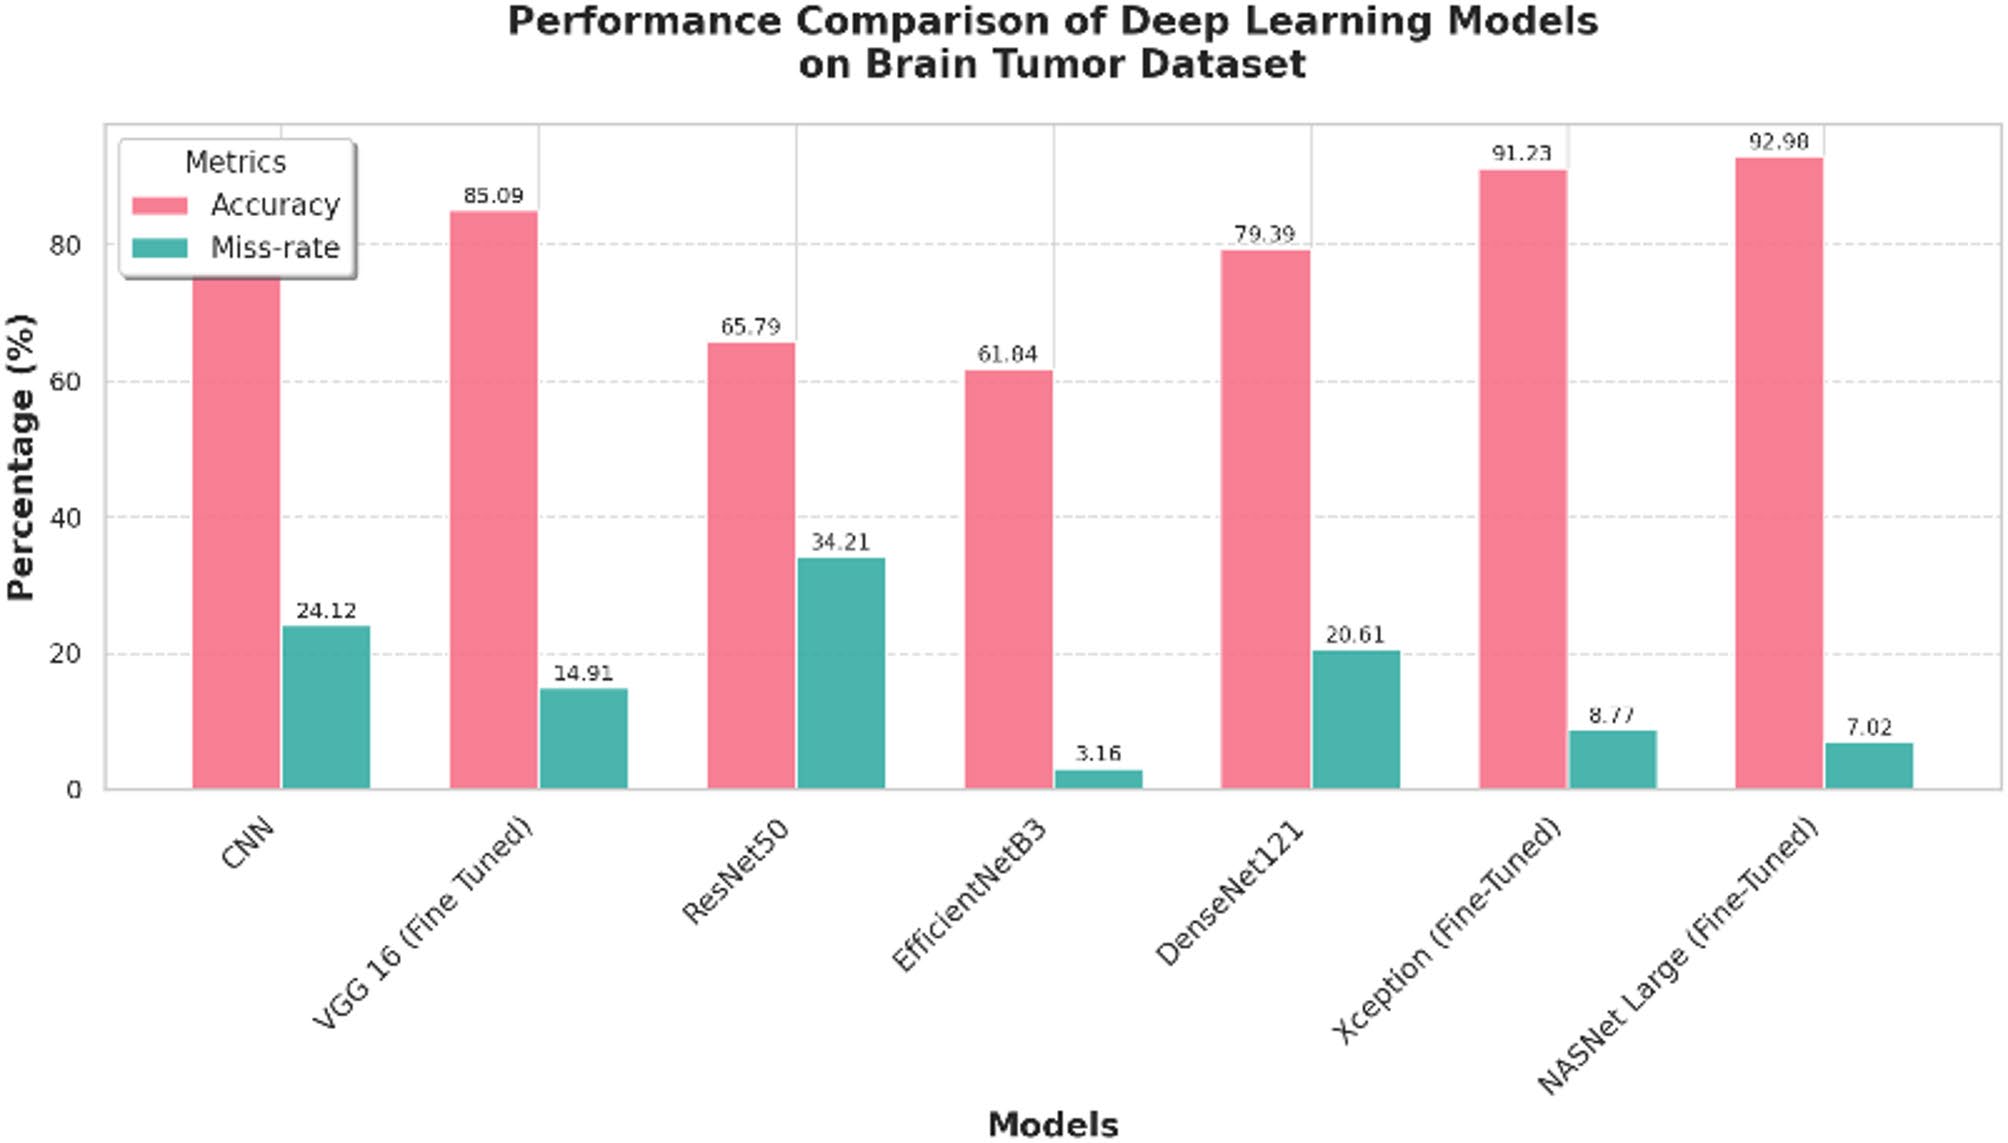 Performance Comparison of Deep Learning Models
on Brain Tumor Dataset
Metrics
Accuracy
Miss-rate
Percentage (%)
80
60
40
20
0
24.12
85.09
14.91
65.79
34.21
61.84
3.16
79.39
20.61
91.23
8.77
92.98
7.02
CNN
VGG 16 (Fine Tuned)
ResNet50
EfficientNetB3
DenseNet121
Xception (Fine-Tuned)
NASNet Large (Fine-Tuned)
Models